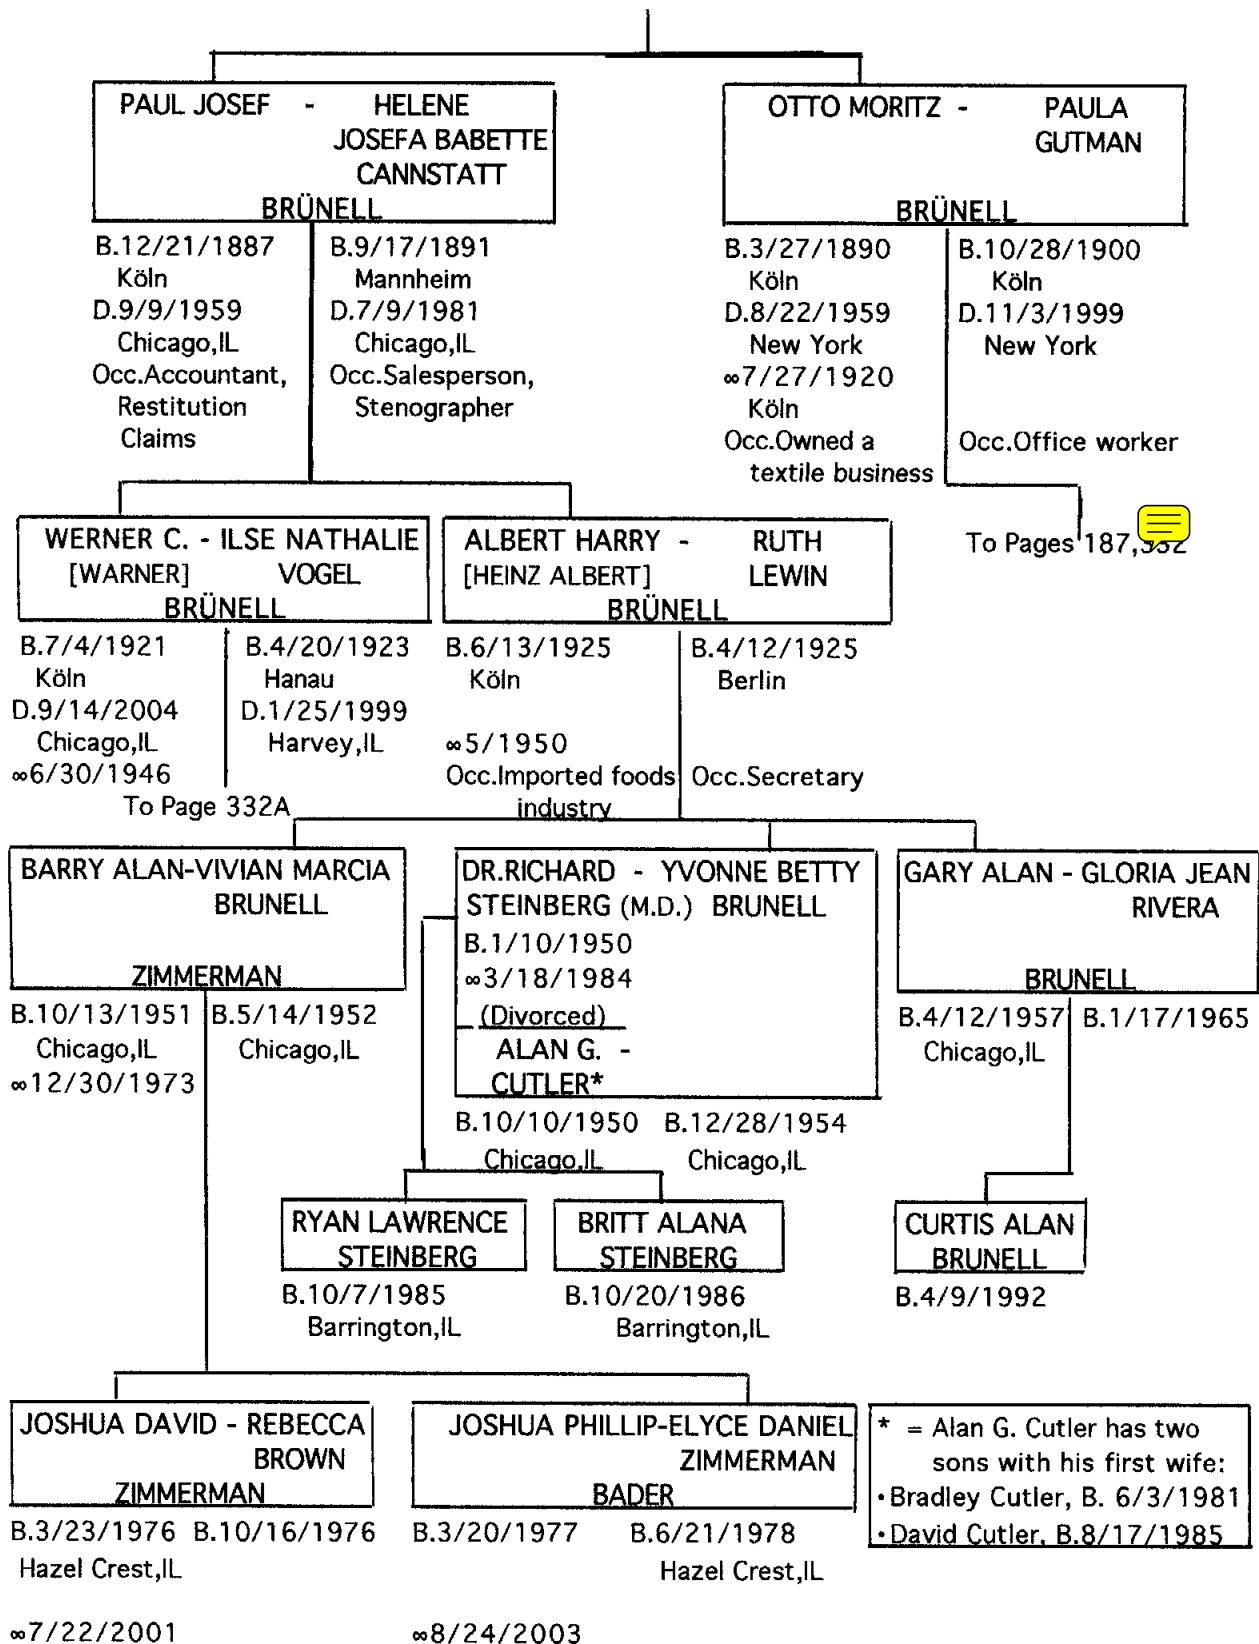 PAUL JOSEF - HELENE
JOSEFA BABETTE
CANNSTATT
BRÜNELL
B.12/21/1887 B.9/17/1891
Köln Mannheim
D.9/9/1959 D.7/9/1981
Chicago,IL Chicago,IL
Occ.Accountant, Occ.Salesperson,
Restitution Stenographer
Claims
OTTO MORITZ - PAULA
GUTMAN
BRÜNELL
B.3/27/1890 B.10/28/1900
Köln Köln
D.8/22/1959 D.11/3/1999
New York New York
∞7/27/1920
Köln
Occ.Owned a Occ.Office worker
textile business
To Pages 187,332
WERNER C. - ILSE NATHALIE
[WARNER] VOGEL
BRÜNELL
B.7/4/1921 B.4/20/1923
Köln Hanau
D.9/14/2004 D.1/25/1999
Chicago,IL Harvey,IL
∞6/30/1946
To Page 332A
ALBERT HARRY - RUTH
[HEINZ ALBERT] LEWIN
BRÜNELL
B.6/13/1925 B.4/12/1925
Köln Berlin
∞5/1950
Occ.Imported foods Occ.Secretary
industry
BARRY ALAN-VIVIAN MARCIA
BRUNELL
ZIMMERMAN
B.10/13/1951 B.5/14/1952
Chicago,IL Chicago,IL
∞12/30/1973
DR.RICHARD - YVONNE BETTY
STEINBERG (M.D.) BRUNELL
B.1/10/1950
∞3/18/1984
(Divorced)
ALAN G. -
CUTLER*
B.10/10/1950 B.12/28/1954
Chicago,IL Chicago,IL
GARY ALAN - GLORIA JEAN
RIVERA
BRUNELL
B.4/12/1957 B.1/17/1965
Chicago,IL
RYAN LAWRENCE
STEINBERG
B.10/7/1985
Barrington,IL
BRITT ALANA
STEINBERG
B.10/20/1986
Barrington,IL
CURTIS ALAN
BRUNELL
B.4/9/1992
JOSHUA DAVID - REBECCA
BROWN
ZIMMERMAN
B.3/23/1976 B.10/16/1976
Hazel Crest,IL
∞7/22/2001
JOSHUA PHILLIP-ELYCE DANIEL
ZIMMERMAN
BADER
B.3/20/1977 B.6/21/1978
Hazel Crest,IL
∞8/24/2003
* = Alan G. Cutler has two
sons with his first wife:
•Bradley Cutler, B. 6/3/1981
•David Cutler, B.8/17/1985